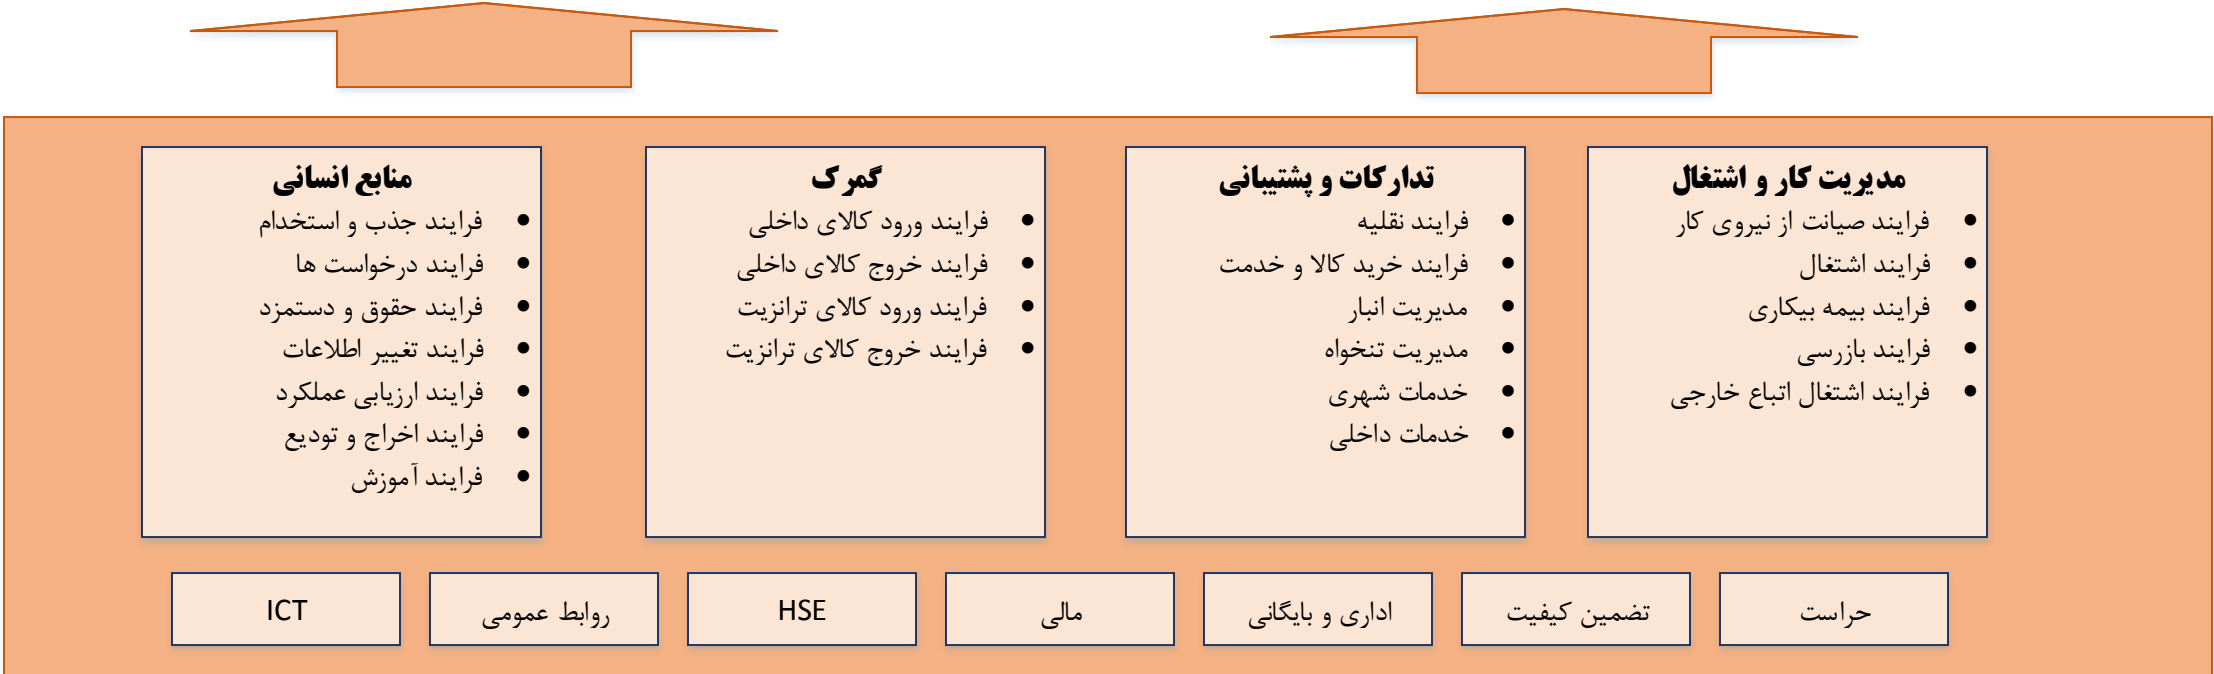 مدیریت کار و اشتغال
• فرایند صیانت از نیروی کار
• فرایند اشتغال
• فرایند بیمه بیکاری
• فرایند بازرسی
• فرایند اشتغال اتباع خارجی
تدارکات و پشتیبانی
• فرایند نقلیه
• فرایند خرید کالا و خدمت
• مدیریت انبار
• مدیریت تنخواه
• خدمات شهری
• خدمات داخلی
گمرک
• فرایند ورود کالای داخلی
• فرایند خروج کالای داخلی
• فرایند ورود کالای ترانزیت
• فرایند خروج کالای ترانزیت
منابع انسانی
• فرایند جذب و استخدام
• فرایند درخواست ها
• فرایند حقوق و دستمزد
• فرایند تغییر اطلاعات
• فرایند ارزیابی عملکرد
• فرایند اخراج و تودیع
• فرایند آموزش
حراست
تضمین کیفیت
اداری و بایگانی
مالی
HSE
روابط عمومی
ICT